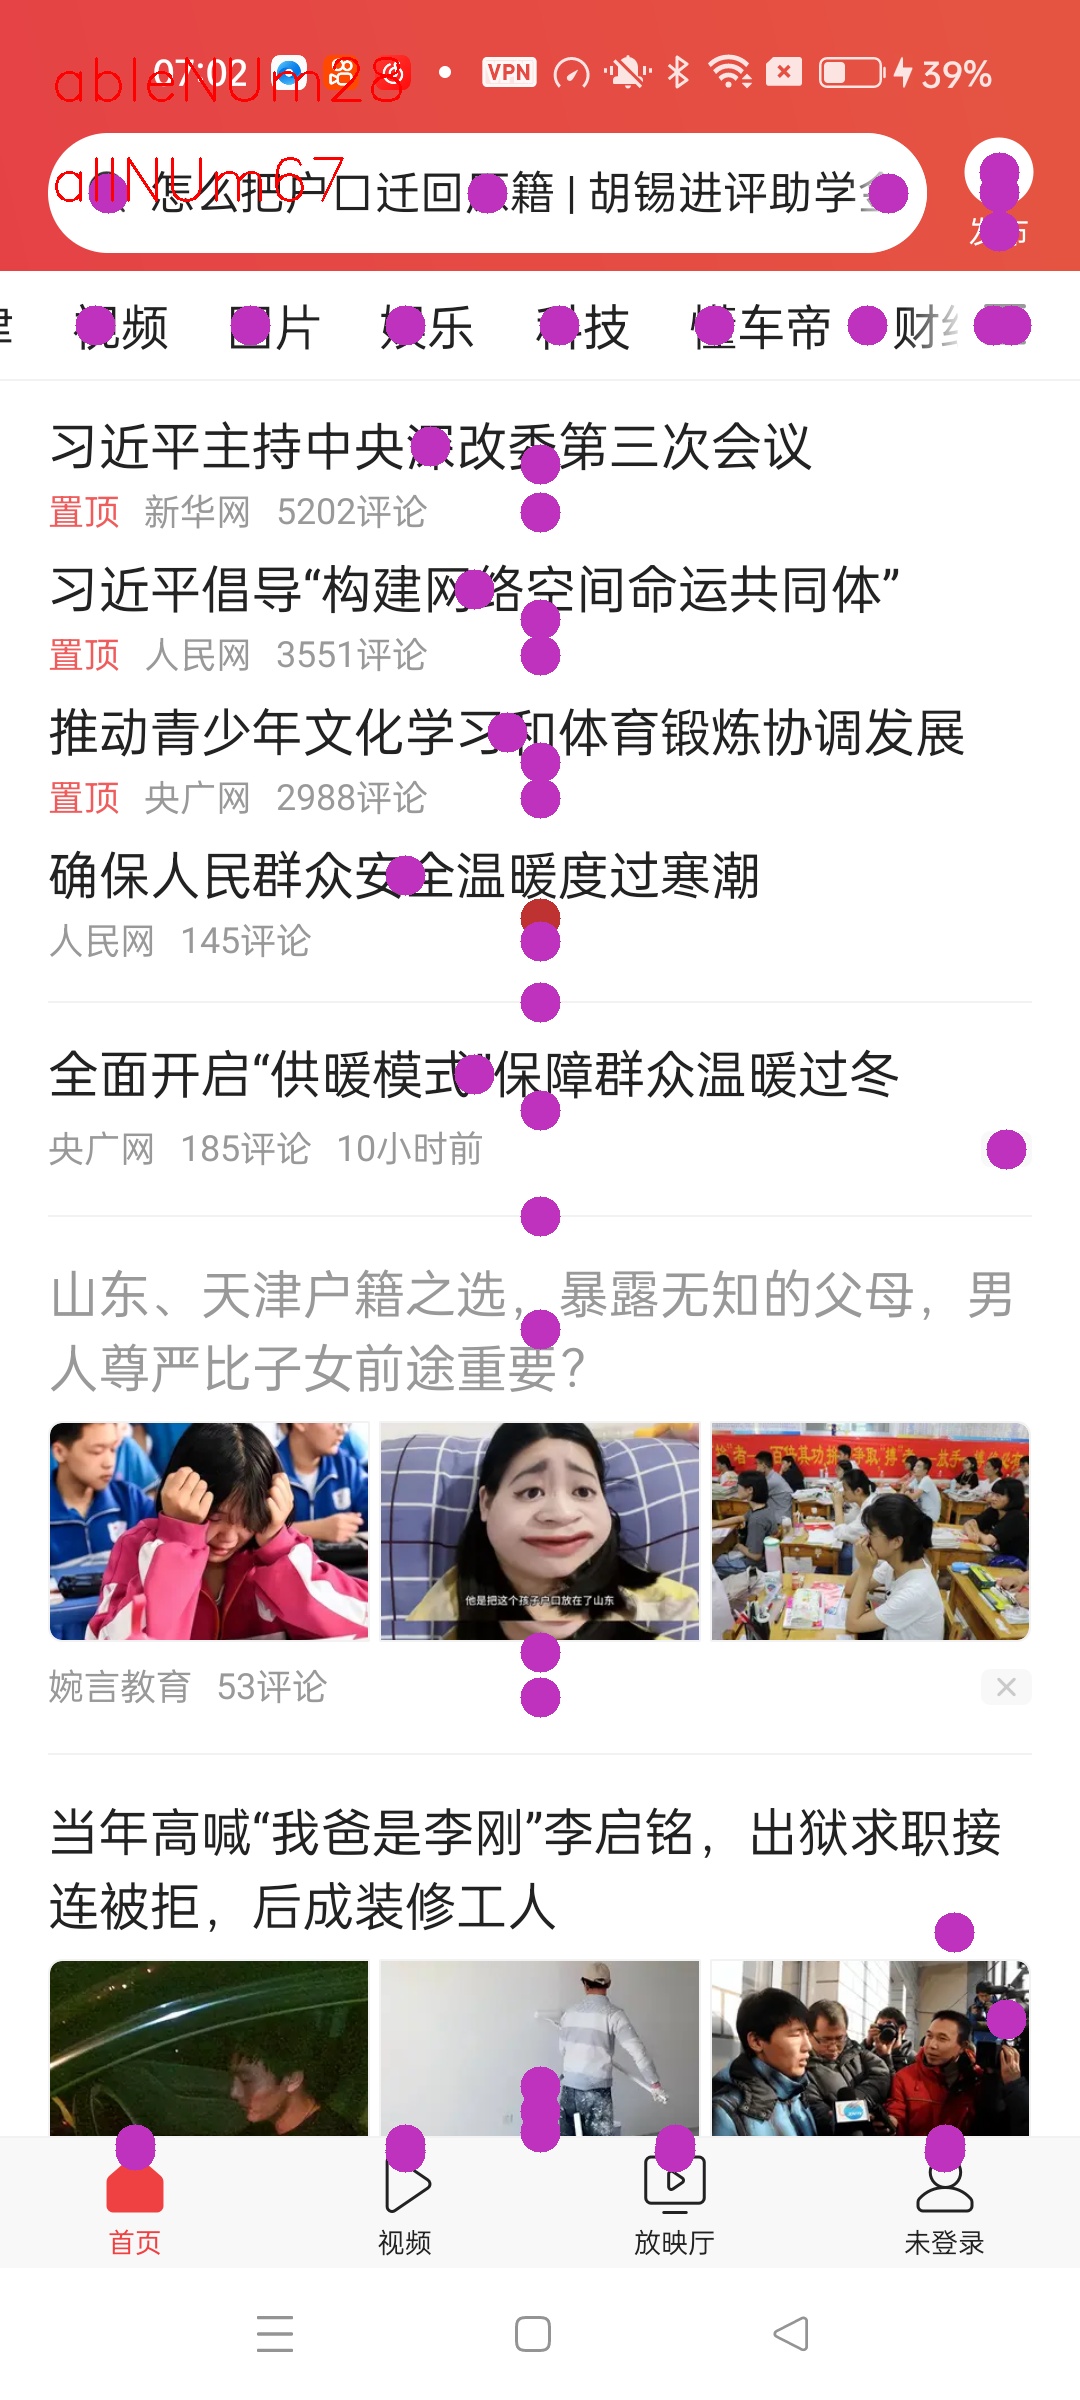 07:02 VPN 39%
ableNUm28
allNUm67
怎么把户口迁回原籍 | 胡锡进评助学
发布
视频 图片 娱乐 科技 懂车帝 财经
习近平主持中央深改委第三次会议
置顶 新华网 5202评论
习近平倡导“构建网络空间命运共同体”
置顶 人民网 3551评论
推动青少年文化学习和体育锻炼协调发展
置顶 央广网 2988评论
确保人民群众安全温暖度过寒潮
人民网 145评论
全面开启“供暖模式”保障群众温暖过冬
央广网 185评论 10小时前
山东、天津户籍之选，暴露无知的父母，男
人尊严比子女前途重要？
他是把这个孩子户口放在了山东
婉言教育 53评论
当年高喊“我爸是李刚”李启铭，出狱求职接
连被拒，后成装修工人
首页 视频 放映厅 未登录